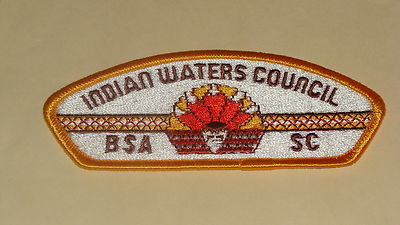 INDIAN WATERS COUNCIL
BSA SC